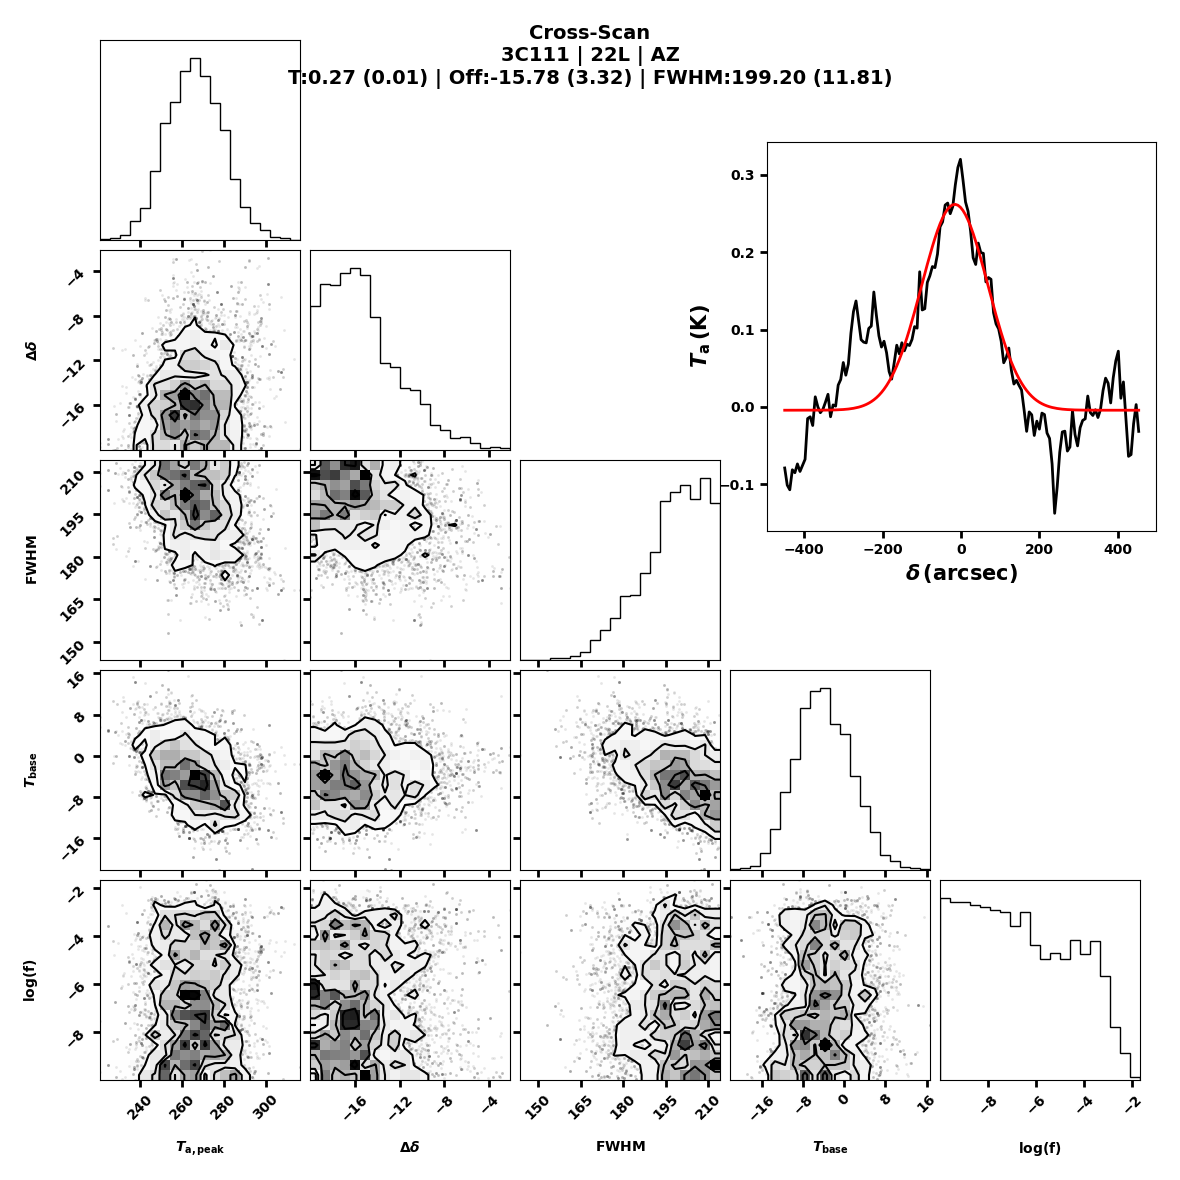 Cross-Scan
3C111 | 22L | AZ
T:0.27 (0.01) | Off:-15.78 (3.32) | FWHM:199.20 (11.81)
0.3
0.2
0.1
0.0
−0.1
Ta (K)
−400 −200 0 200 400
δ (arcsec)
−4
−8
−12
−16
Δδ
210
195
180
165
150
FWHM
16
8
0
−8
−16
Tbase
−2
−4
−6
−8
log(f)
240 260 280 300
−16 −12 −8 −4
150 165 180 195 210
−16 −8 0 8 16
−8 −6 −4 −2
Ta, peak
Δδ
FWHM
Tbase
log(f)